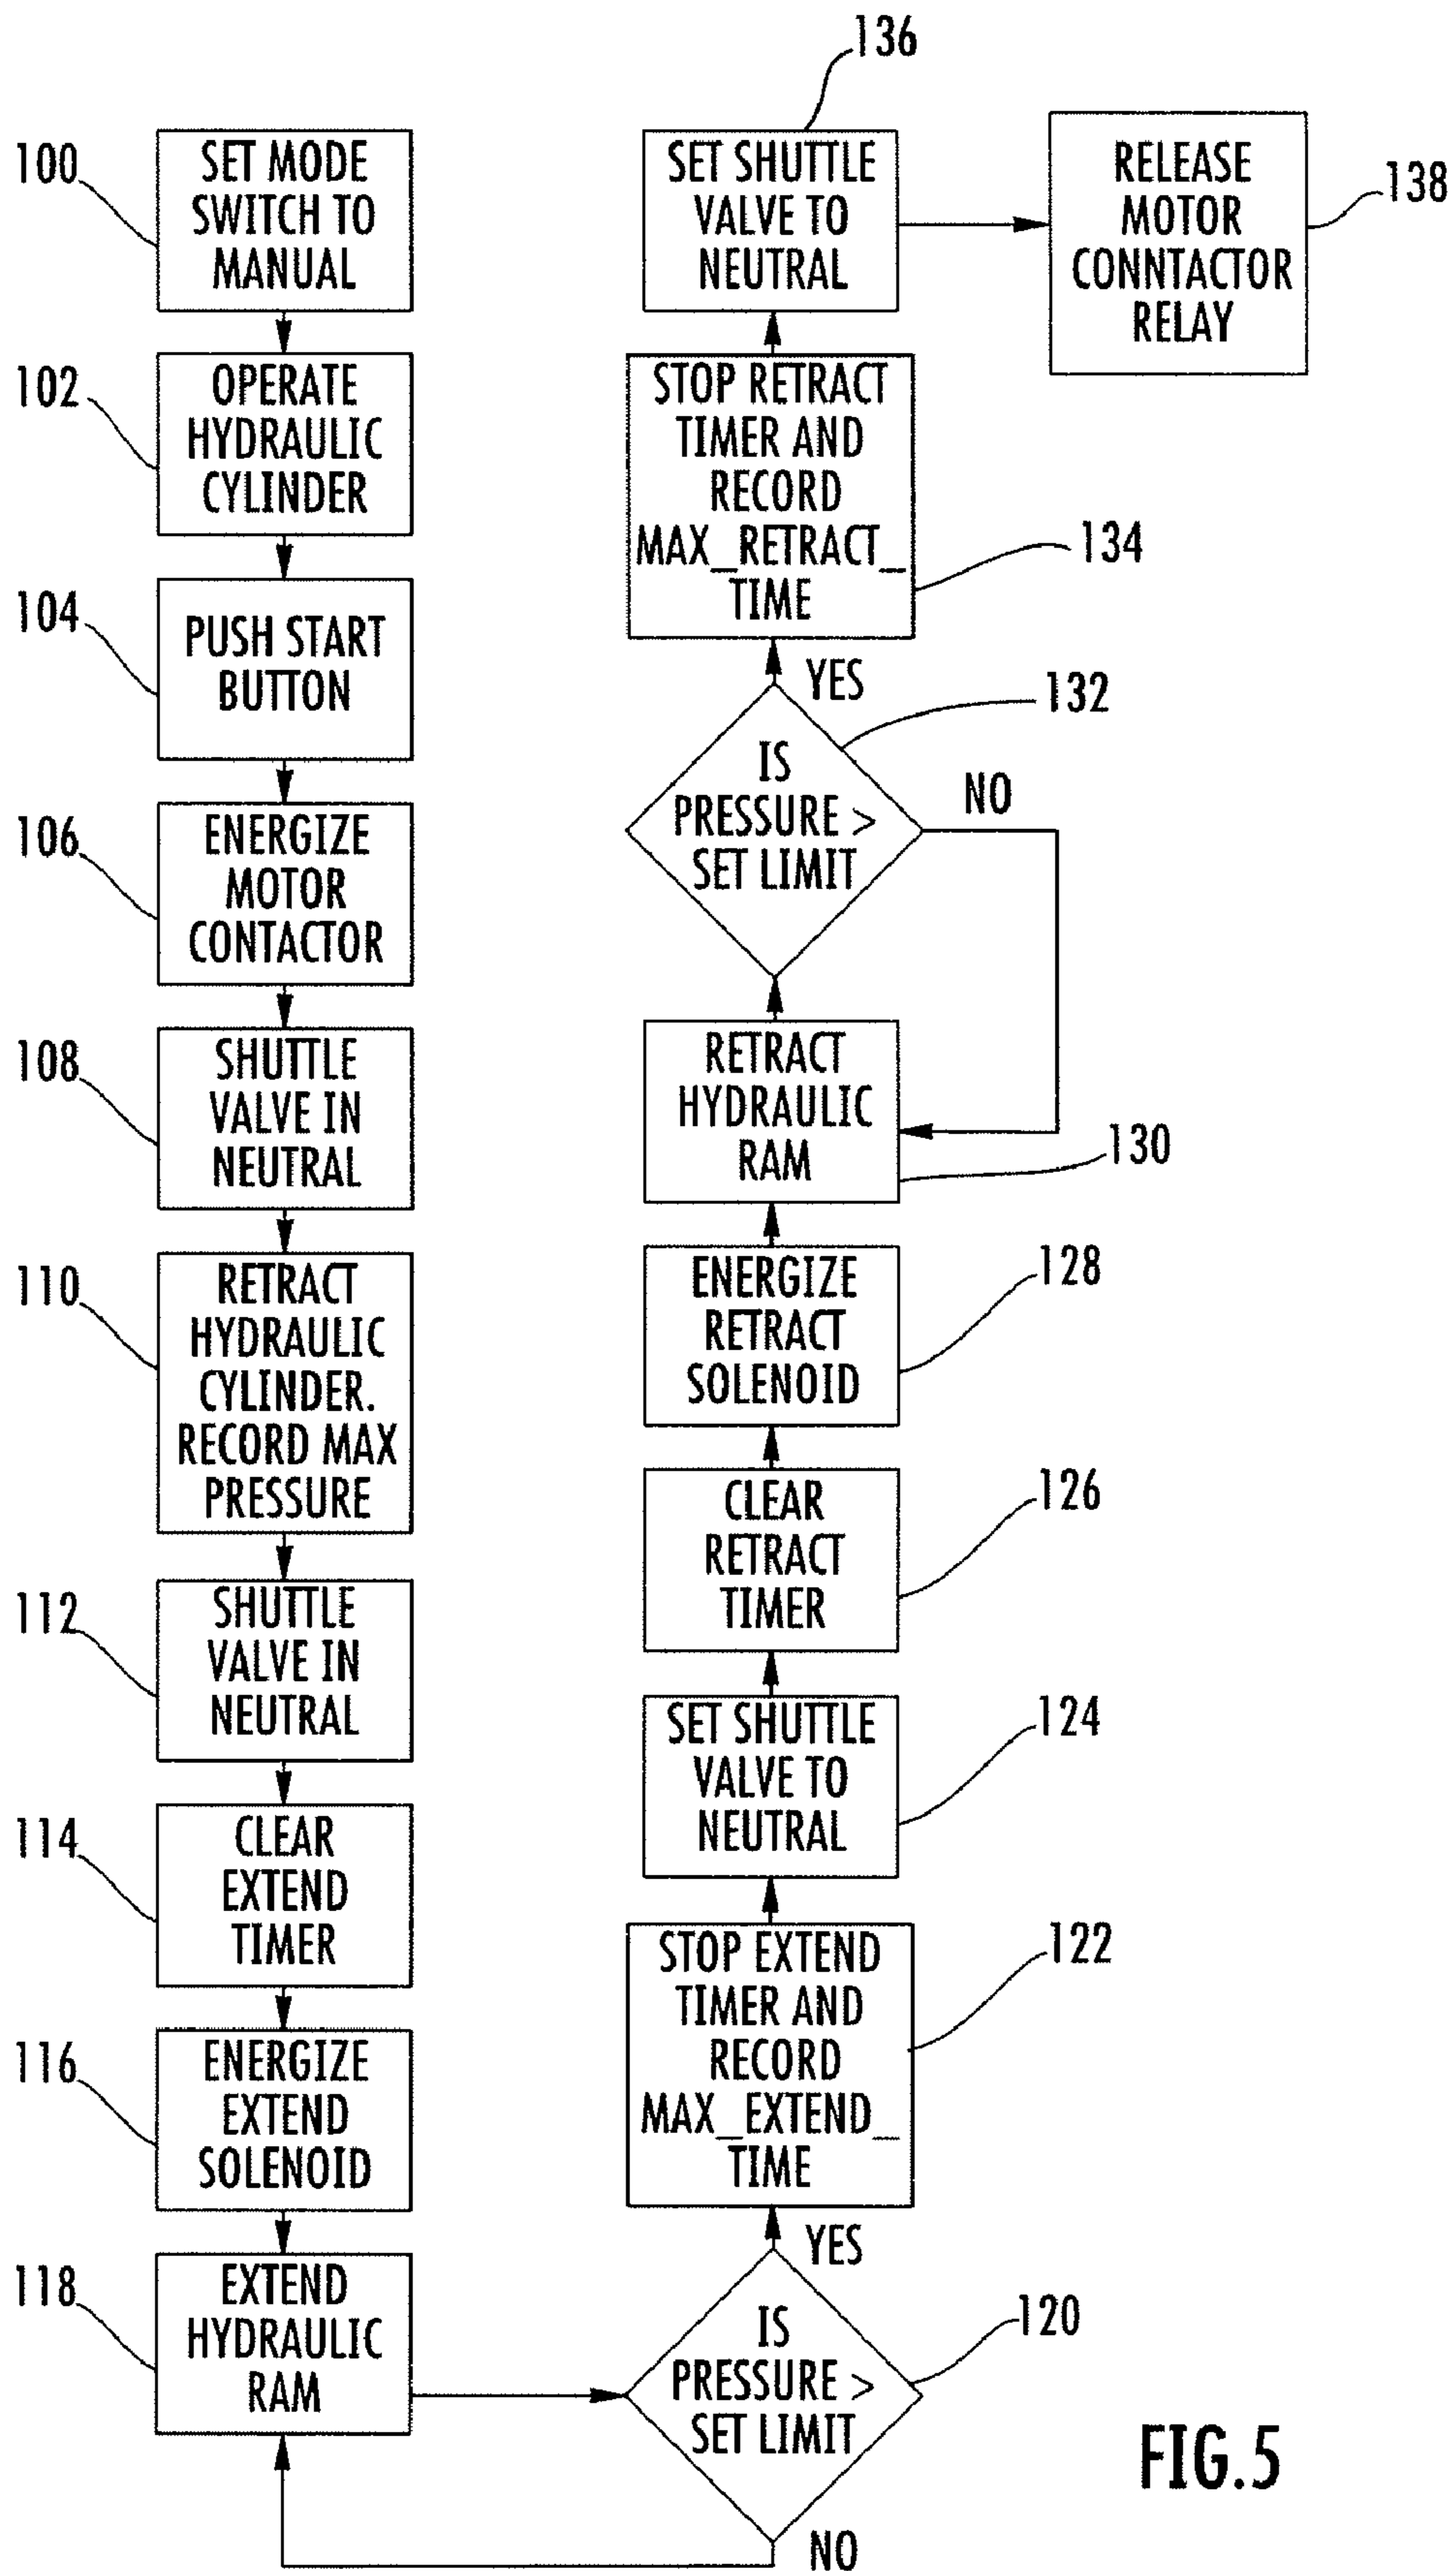 100
SET MODE
SWITCH TO
MANUAL
102
OPERATE
HYDRAULIC
CYLINDER
104
PUSH START
BUTTON
106
ENERGIZE
MOTOR
CONTACTOR
108
SHUTTLE
VALVE IN
NEUTRAL
110
RETRACT
HYDRAULIC
CYLINDER.
RECORD MAX
PRESSURE
112
SHUTTLE
VALVE IN
NEUTRAL
114
CLEAR
EXTEND
TIMER
116
ENERGIZE
EXTEND
SOLENOID
118
EXTEND
HYDRAULIC
RAM
120
IS
PRESSURE >
SET LIMIT
NO
YES
122
STOP EXTEND
TIMER AND
RECORD
MAX_EXTEND_
TIME
124
SET SHUTTLE
VALVE TO
NEUTRAL
126
CLEAR
RETRACT
TIMER
128
ENERGIZE
RETRACT
SOLENOID
130
RETRACT
HYDRAULIC
RAM
132
IS
PRESSURE >
SET LIMIT
NO
YES
134
STOP RETRACT
TIMER AND
RECORD
MAX_RETRACT_
TIME
136
SET SHUTTLE
VALVE TO
NEUTRAL
138
RELEASE
MOTOR
CONNTACTOR
RELAY
FIG.5